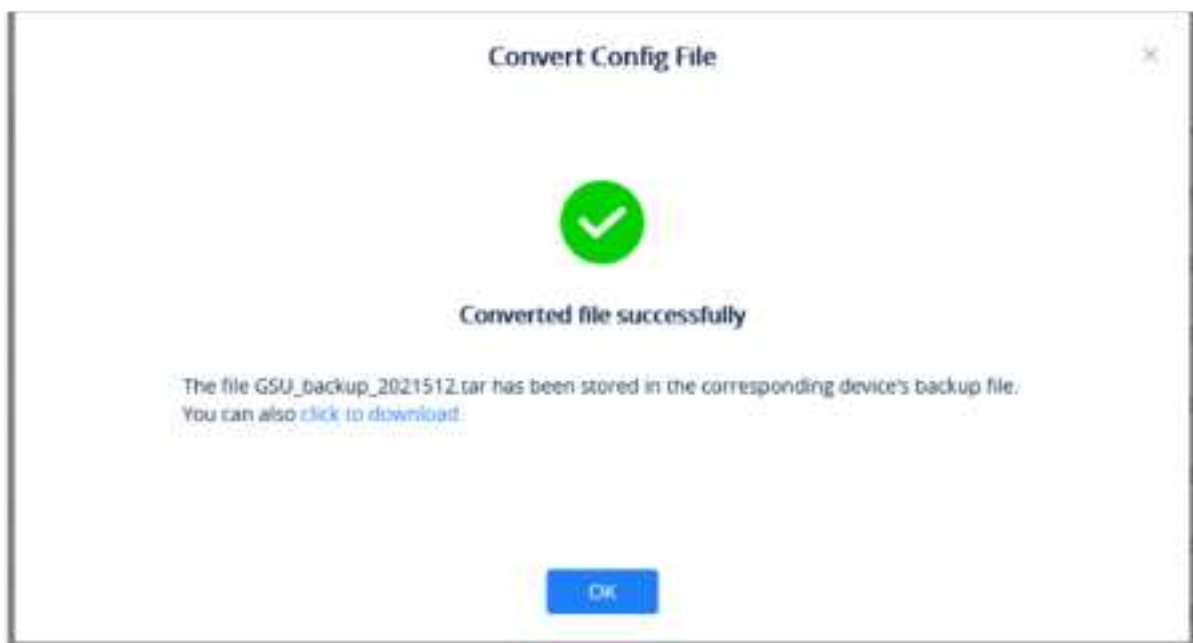 Convert Config File
Converted file successfully
The file GSU_backup_2021512.tar has been stored in the corresponding device's backup file.
You can also click to download
OK